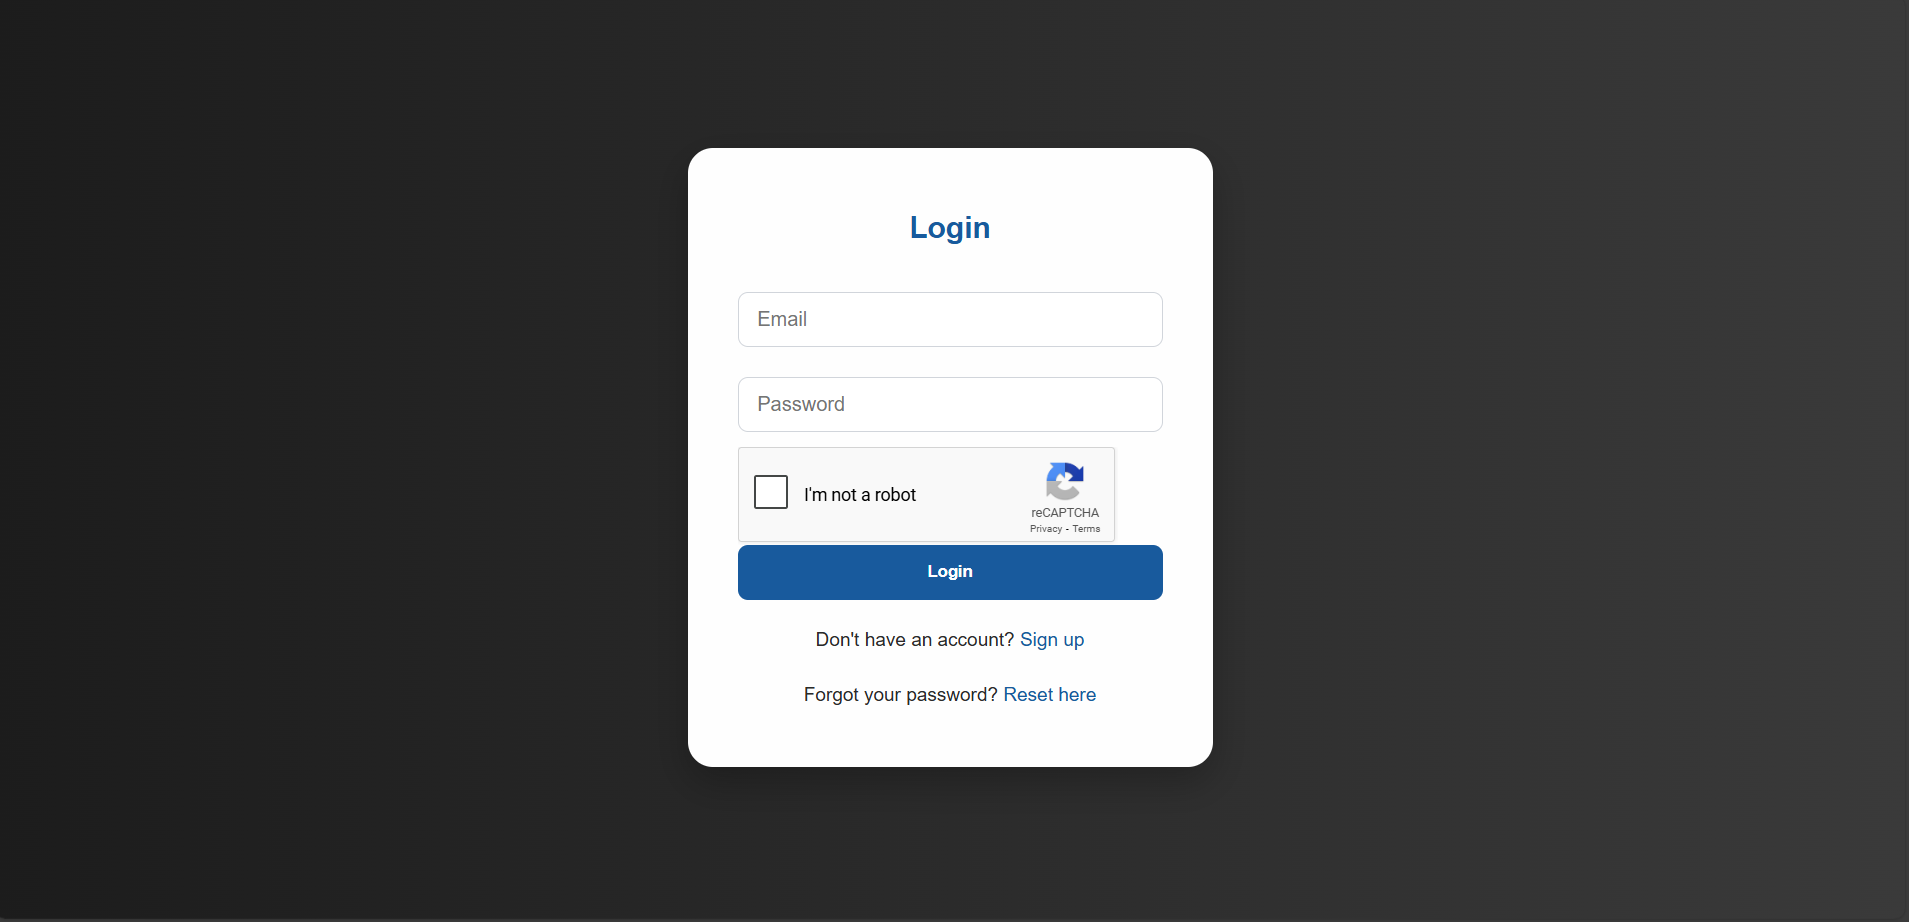 Login
Email
Password
I'm not a robot
reCAPTCHA
Privacy - Terms
Login
Don't have an account? Sign up
Forgot your password? Reset here